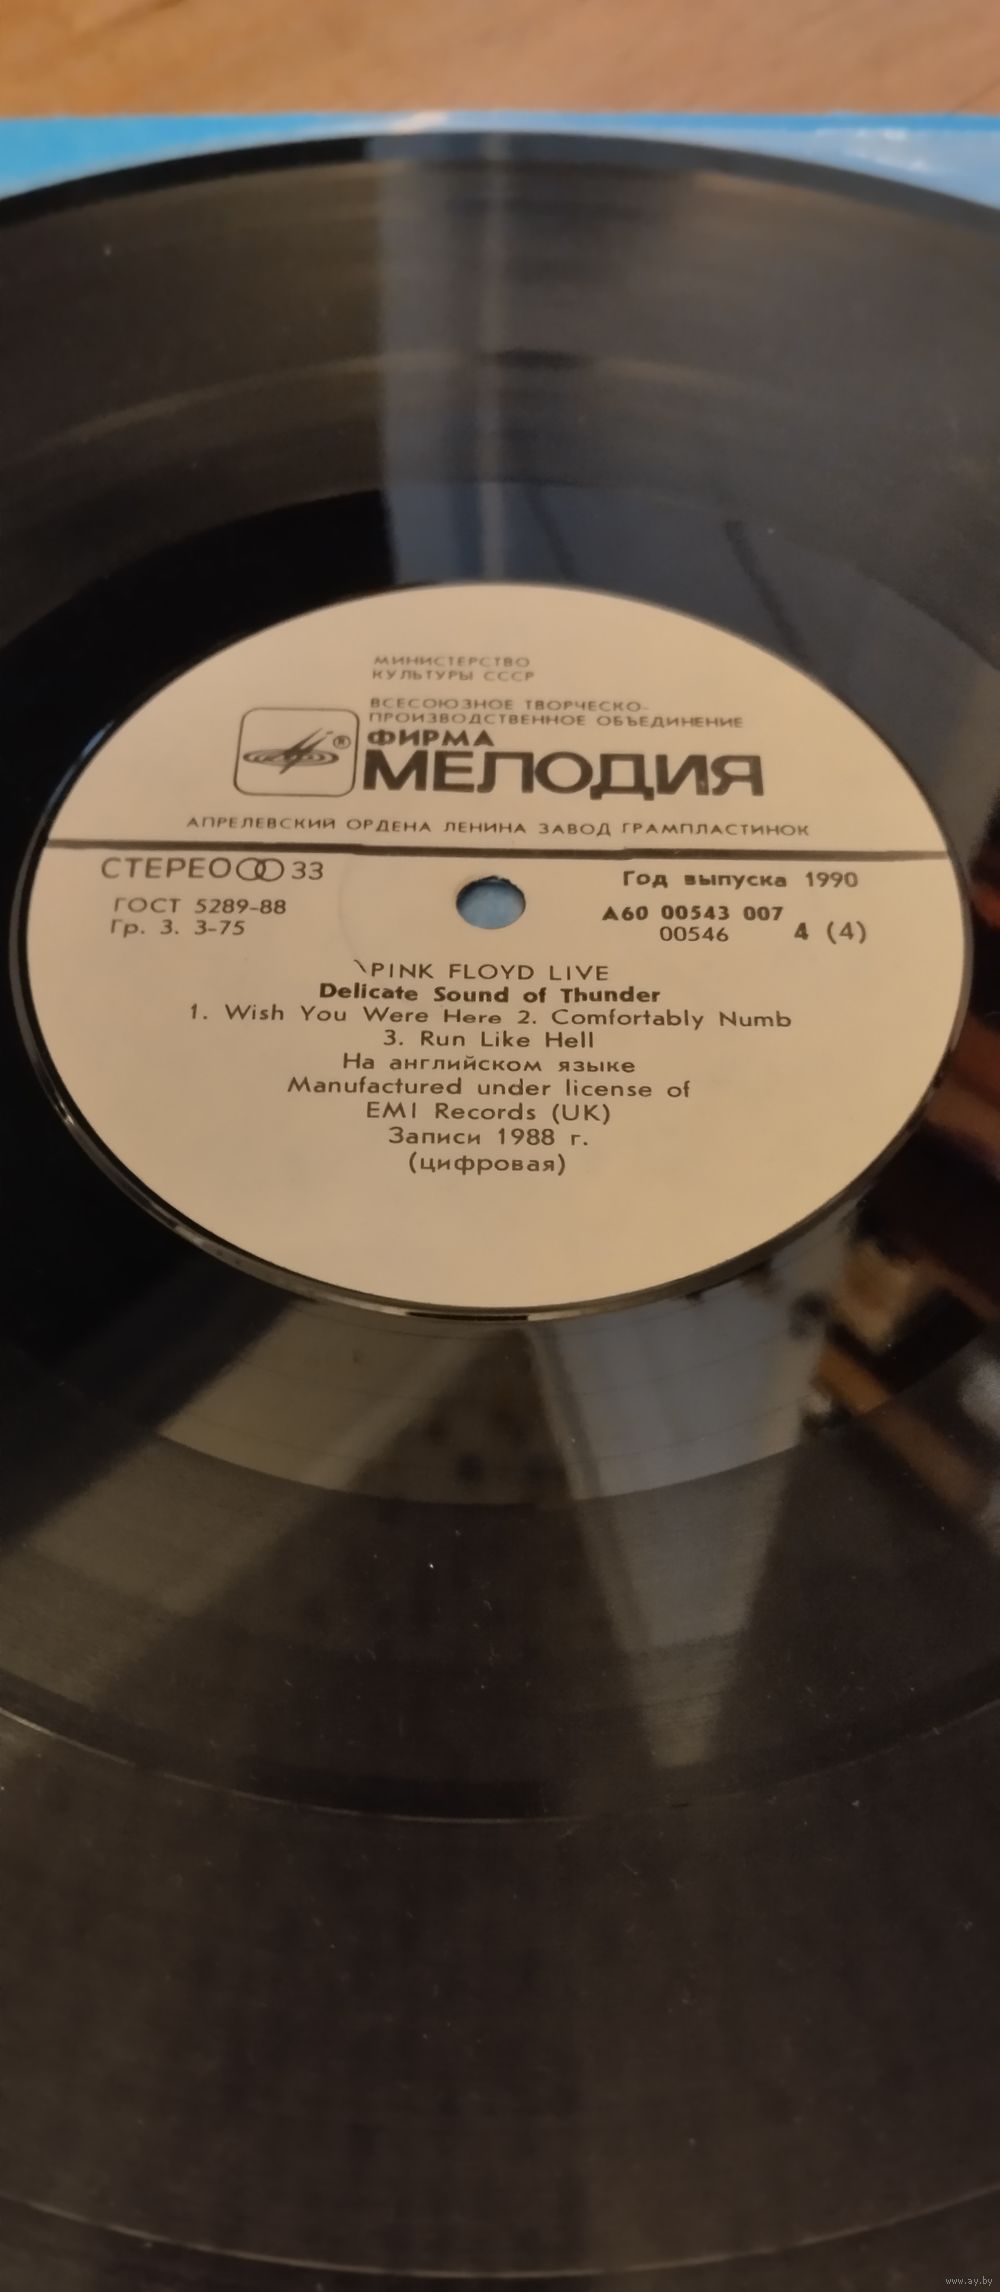 МИНИСТЕРСТВО
КУЛЬТУРЫ СССР
ВСЕСОЮЗНОЕ ТВОРЧЕСКО-
ПРОИЗВОДСТВЕННОЕ ОБЪЕДИНЕНИЕ
ФИРМА
® МЕЛОДИЯ
АПРЕЛЕВСКИЙ ОРДЕНА ЛЕНИНА ЗАВОД ГРАМПЛАСТИНОК
СТЕРЕО 33
Год выпуска 1990
ГОСТ 5289-88
А60 00543 007
Гр. 3. 3-75
00546 4 (4)
\PINK FLOYD LIVE
Delicate Sound of Thunder
1. Wish You Were Here 2. Comfortably Numb
3. Run Like Hell
На английском языке
Manufactured under license of
EMI Records (UK)
Записи 1988 г.
(цифровая)
www.ay.by